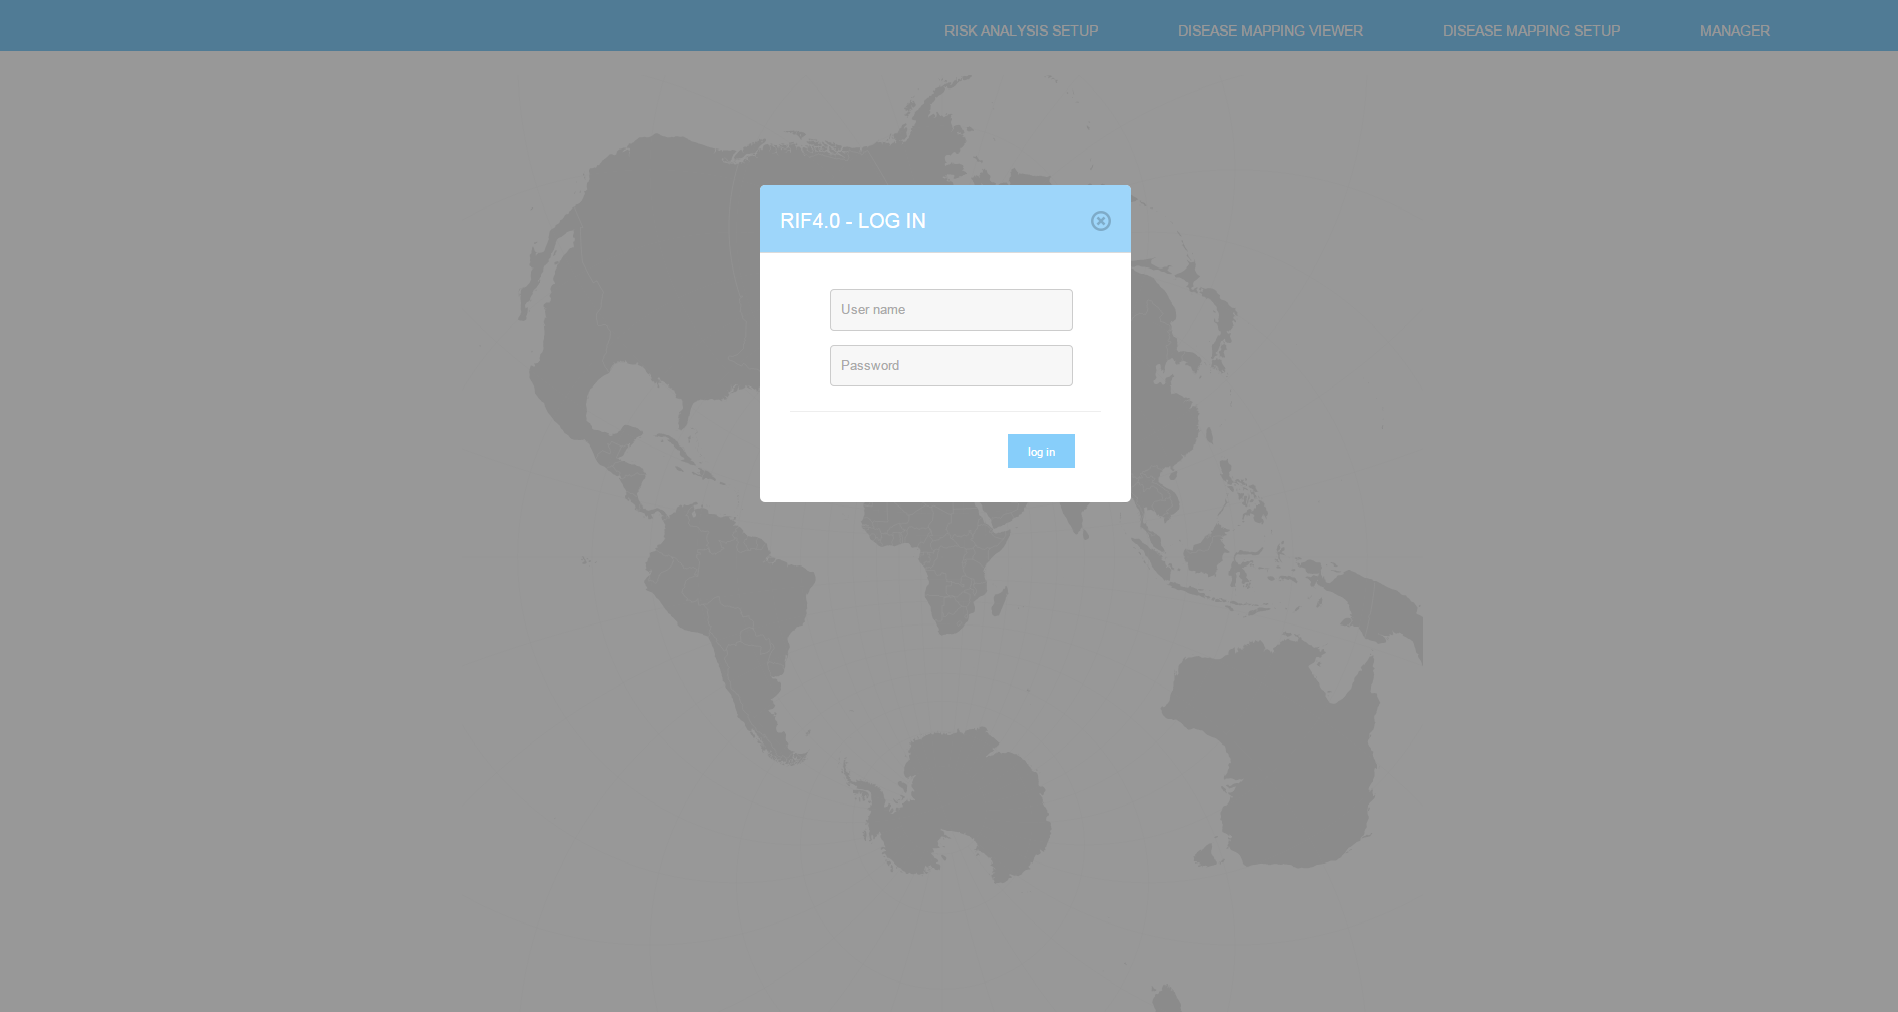 RISK ANALYSIS SETUP
DISEASE MAPPING VIEWER
DISEASE MAPPING SETUP
MANAGER
RIF4.0 - LOG IN
User name
Password
log in